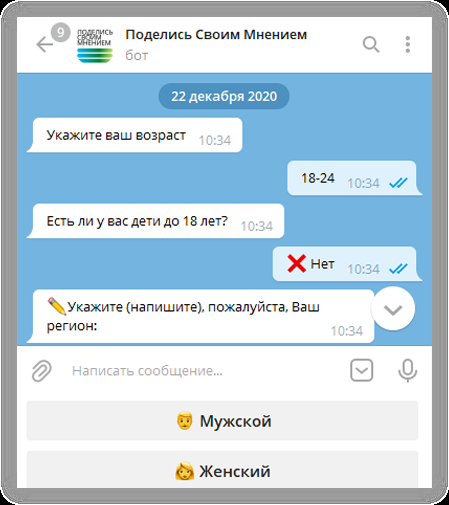 9
ПОДЕЛИСЬ
СВОИМ
МНЕНИЕМ
Поделись Своим Мнением
бот
22 декабря 2020
Укажите ваш возраст 10:34
18-24 10:34
Есть ли у вас дети до 18 лет? 10:34
❌ Нет 10:34
✏️Укажите (напишите), пожалуйста, Ваш
регион: 10:34
Написать сообщение...
👨 Мужской
👩 Женский